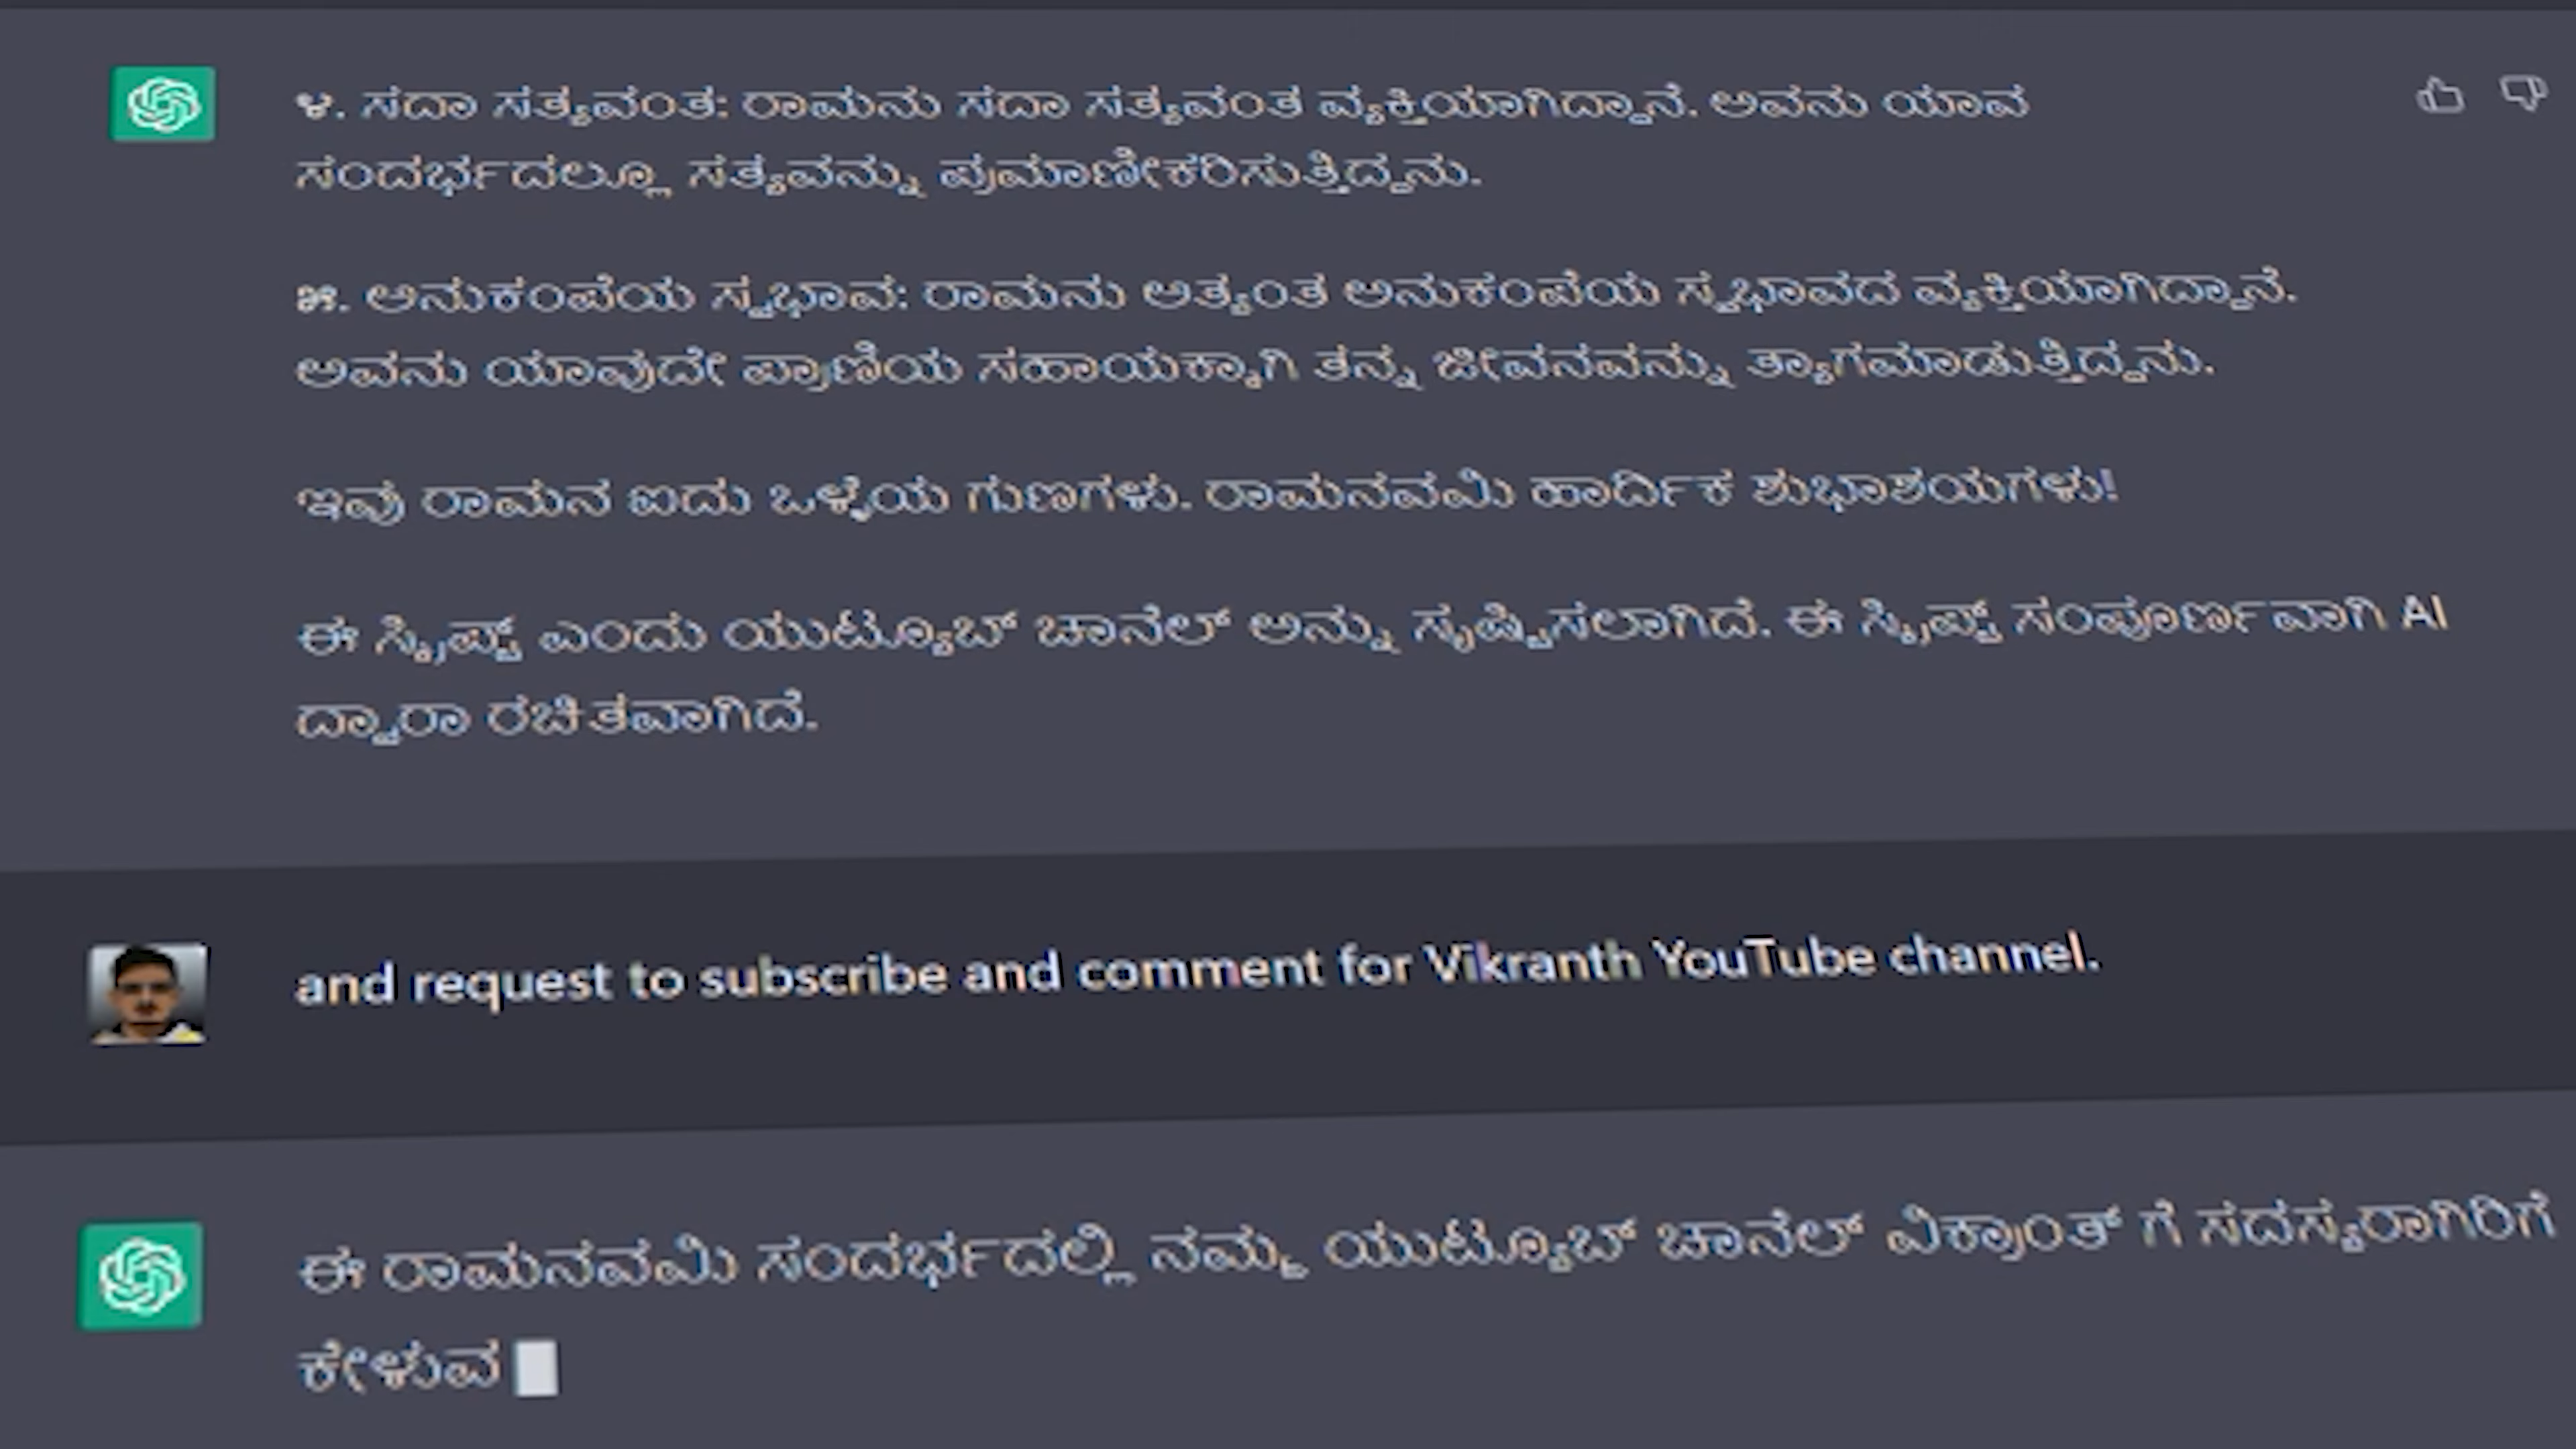 ೪. ಸದಾ ಸತ್ಯವಂತ: ರಾಮನು ಸದಾ ಸತ್ಯವಂತ ವ್ಯಕ್ತಿಯಾಗಿದ್ದಾನೆ. ಅವನು ಯಾವ
ಸಂದರ್ಭದಲ್ಲೂ ಸತ್ಯವನ್ನು ಪ್ರಮಾಣೀಕರಿಸುತ್ತಿದ್ದನು.
೫. ಅನುಕಂಪೆಯ ಸ್ವಭಾವ: ರಾಮನು ಅತ್ಯಂತ ಅನುಕಂಪೆಯ ಸ್ವಭಾವದ ವ್ಯಕ್ತಿಯಾಗಿದ್ದಾನೆ.
ಅವನು ಯಾವುದೇ ಪ್ರಾಣಿಯ ಸಹಾಯಕ್ಕಾಗಿ ತನ್ನ ಜೀವನವನ್ನು ತ್ಯಾಗಮಾಡುತ್ತಿದ್ದನು.
ಇವು ರಾಮನ ಐದು ಒಳ್ಳೆಯ ಗುಣಗಳು. ರಾಮನವಮಿ ಹಾರ್ದಿಕ ಶುಭಾಶಯಗಳು!
ಈ ಸ್ಕ್ರಿಪ್ಟ್ ಎಂದು ಯುಟ್ಯೂಬ್ ಚಾನೆಲ್ ಅನ್ನು ಸೃಷ್ಟಿಸಲಾಗಿದೆ. ಈ ಸ್ಕ್ರಿಪ್ಟ್ ಸಂಪೂರ್ಣವಾಗಿ AI
ದ್ವಾರಾ ರಚಿತವಾಗಿದೆ.
and request to subscribe and comment for Vikranth YouTube channel.
ಈ ರಾಮನವಮಿ ಸಂದರ್ಭದಲ್ಲಿ ನಮ್ಮ ಯುಟ್ಯೂಬ್ ಚಾನೆಲ್ ವಿಕ್ರಾಂತ್ ಗೆ ಸದಸ್ಯರಾಗಿರಿಗೆ
ಕೇಳುವ